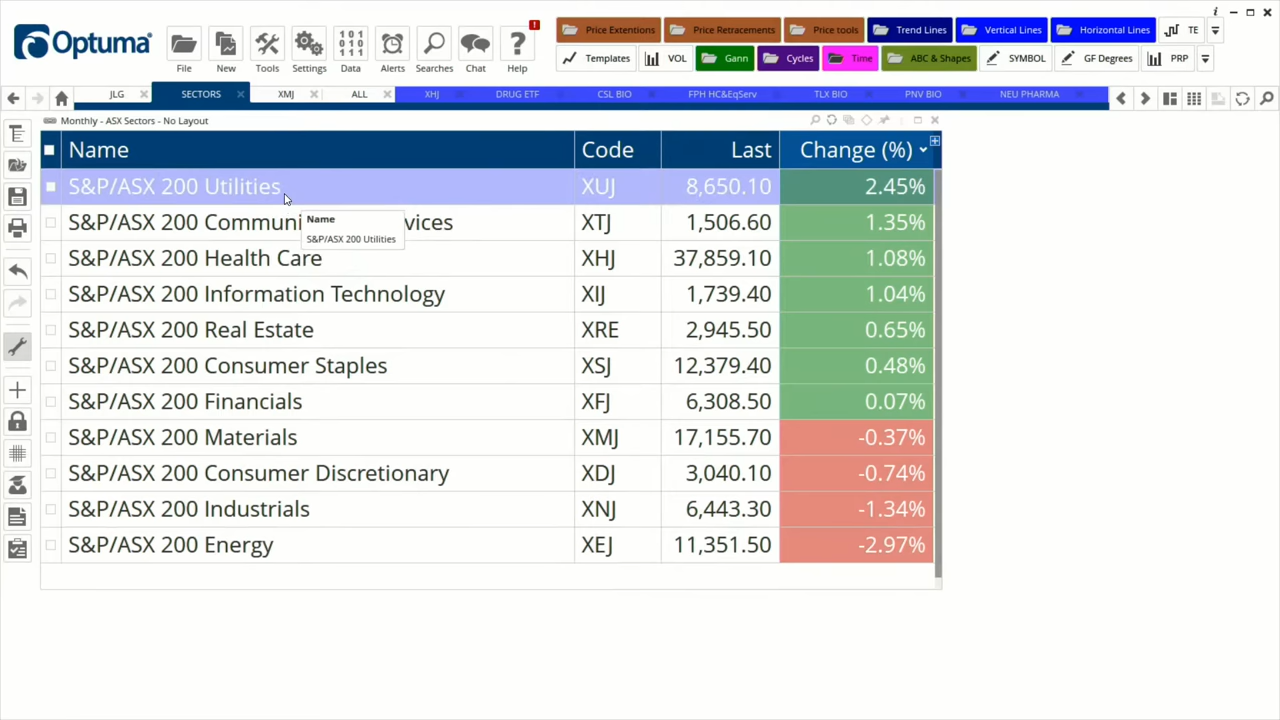 Optuma
File
New
Tools
Settings
101
010
101
Data
Alerts
Searches
Chat
?
!
Help
Price Extentions
Price Retracements
Price tools
Trend Lines
Vertical Lines
Horizontal Lines
TE
Templates
VOL
Gann
Cycles
Time
ABC & Shapes
SYMBOL
GF Degrees
PRP
JLG
SECTORS
XMJ
ALL
XHJ
DRUG ETF
CSL BIO
FPH HC&EqServ
TLX BIO
PNV BIO
NEU PHARMA
Monthly - ASX Sectors - No Layout
Name Code Last Change (%)
S&P/ASX 200 Utilities XUJ 8,650.10 2.45%
S&P/ASX 200 Communi vices XTJ 1,506.60 1.35%
Name
S&P/ASX 200 Utilities
S&P/ASX 200 Health Care XHJ 37,859.10 1.08%
S&P/ASX 200 Information Technology XIJ 1,739.40 1.04%
S&P/ASX 200 Real Estate XRE 2,945.50 0.65%
S&P/ASX 200 Consumer Staples XSJ 12,379.40 0.48%
S&P/ASX 200 Financials XFJ 6,308.50 0.07%
S&P/ASX 200 Materials XMJ 17,155.70 -0.37%
S&P/ASX 200 Consumer Discretionary XDJ 3,040.10 -0.74%
S&P/ASX 200 Industrials XNJ 6,443.30 -1.34%
S&P/ASX 200 Energy XEJ 11,351.50 -2.97%